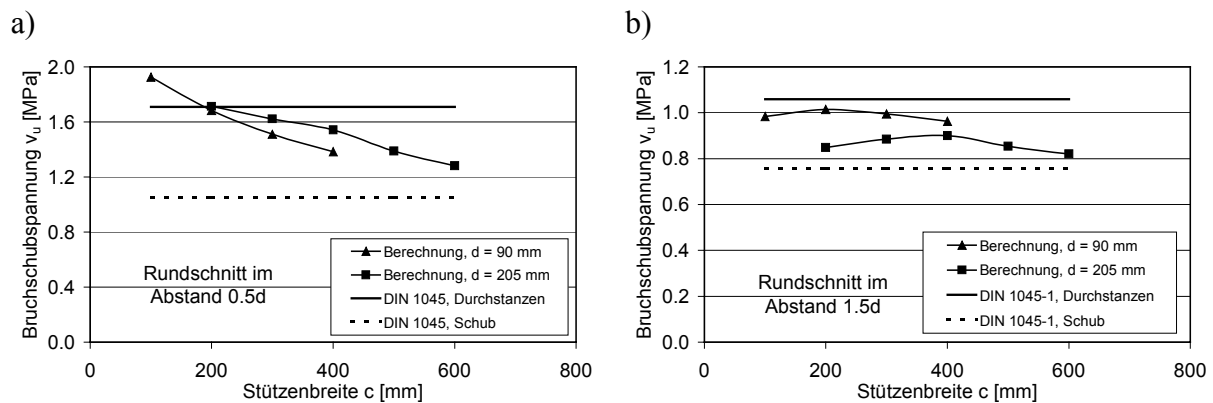 a)
Bruchschubspannung vu [MPa]
2.0
1.6
1.2
0.8
0.4
0.0
Rundschnitt im
Abstand 0.5d
Berechnung, d = 90 mm
Berechnung, d = 205 mm
DIN 1045, Durchstanzen
DIN 1045, Schub
0
200
400
600
800
Stützenbreite c [mm]
b)
Bruchschubspannung vu [MPa]
1.2
1.0
0.8
0.6
0.4
0.2
0.0
Rundschnitt im
Abstand 1.5d
Berechnung, d = 90 mm
Berechnung, d = 205 mm
DIN 1045-1, Durchstanzen
DIN 1045-1, Schub
0
200
400
600
800
Stützenbreite c [mm]